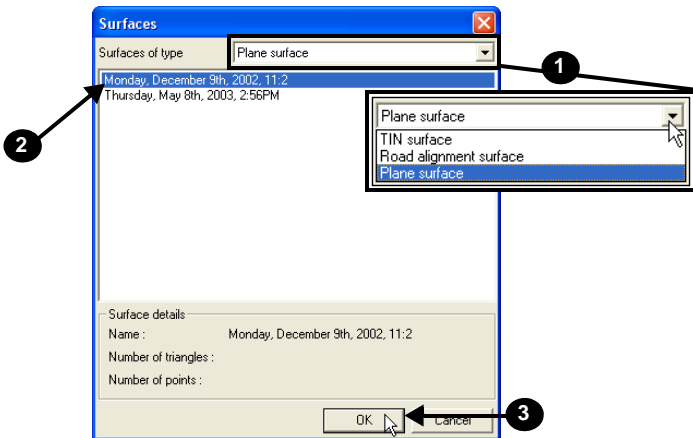 Surfaces
Surfaces of type Plane surface
1
Monday, December 9th, 2002, 11:2
Thursday, May 8th, 2003, 2:56PM
2
Plane surface
TIN surface
Road alignment surface
Plane surface
Surface details
Name : Monday, December 9th, 2002, 11:2
Number of triangles :
Number of points :
OK Cancel 3